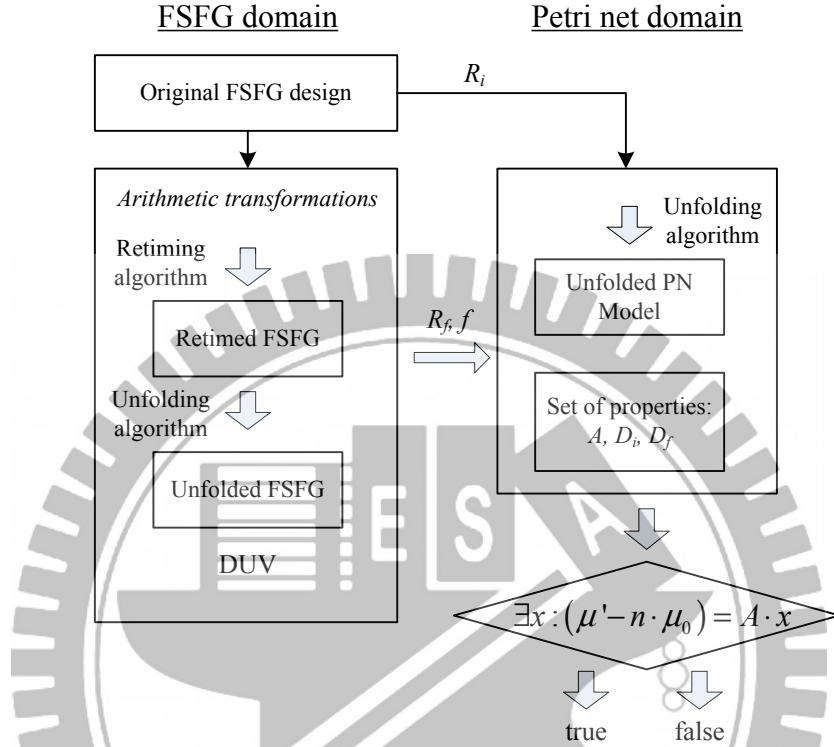 FSFG domain
Petri net domain
Original FSFG design
R_i
Arithmetic transformations
Retiming
algorithm
Retimed FSFG
Unfolding
algorithm
Unfolded FSFG
DUV
R_f, f
Unfolding
algorithm
Unfolded PN
Model
Set of properties:
A, D_i, D_f
∃x : (μ'− n · μ_0) = A · x
true
false
E S A